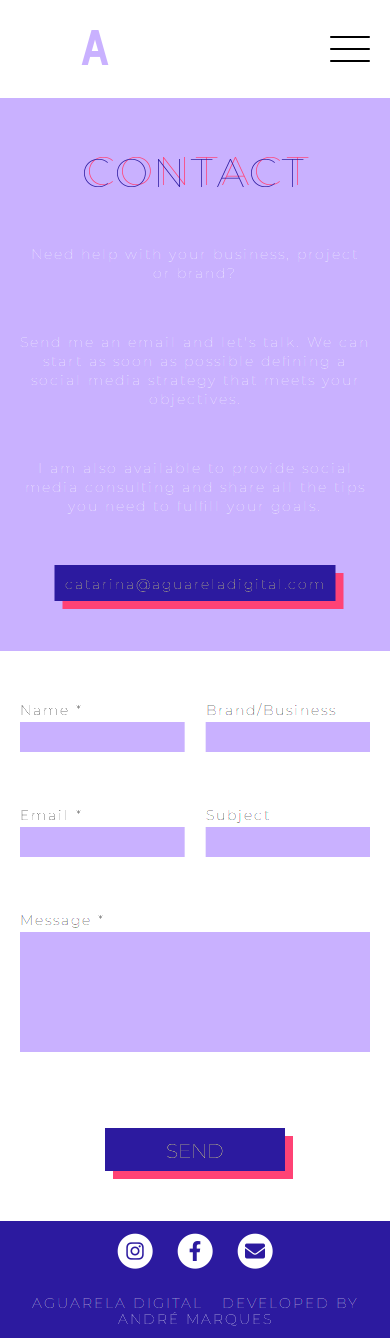 A
CONTACT
Need help with your business, project
or brand?
Send me an email and let's talk. We can
start as soon as possible defining a
social media strategy that meets your
objectives.
I am also available to provide social
media consulting and share all the tips
you need to fulfill your goals.
catarina@aguareladigital.com
Name * Brand/Business
Email * Subject
Message *
SEND
AGUARELA DIGITAL DEVELOPED BY
ANDRÉ MARQUES